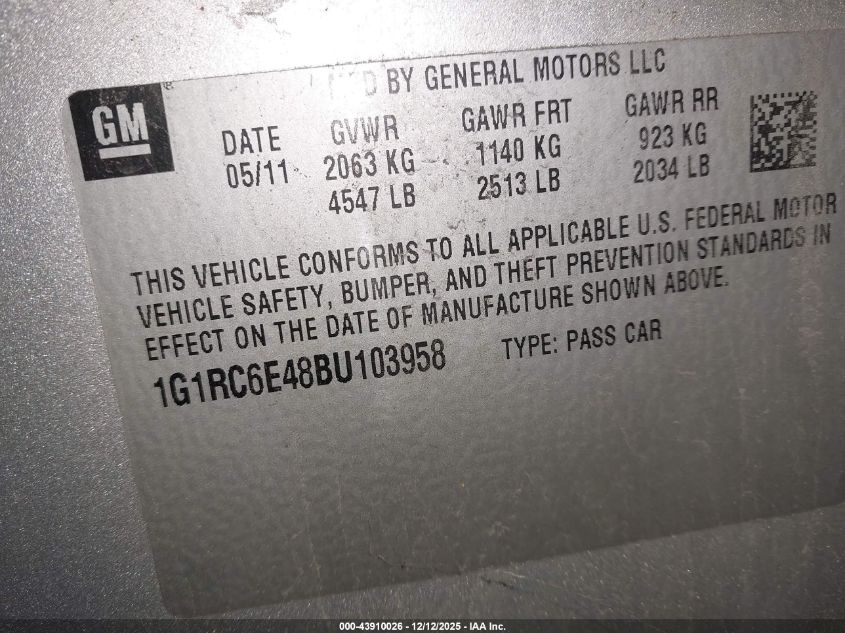 GM
BY GENERAL MOTORS LLC
DATE GVWR GAWR FRT GAWR RR
05/11 2063 KG 1140 KG 923 KG
4547 LB 2513 LB 2034 LB
THIS VEHICLE CONFORMS TO ALL APPLICABLE U.S. FEDERAL MOTOR
VEHICLE SAFETY, BUMPER, AND THEFT PREVENTION STANDARDS IN
EFFECT ON THE DATE OF MANUFACTURE SHOWN ABOVE.
1G1RC6E48BU103958 TYPE: PASS CAR
000-43910026 - 12/12/2025 - IAA Inc.